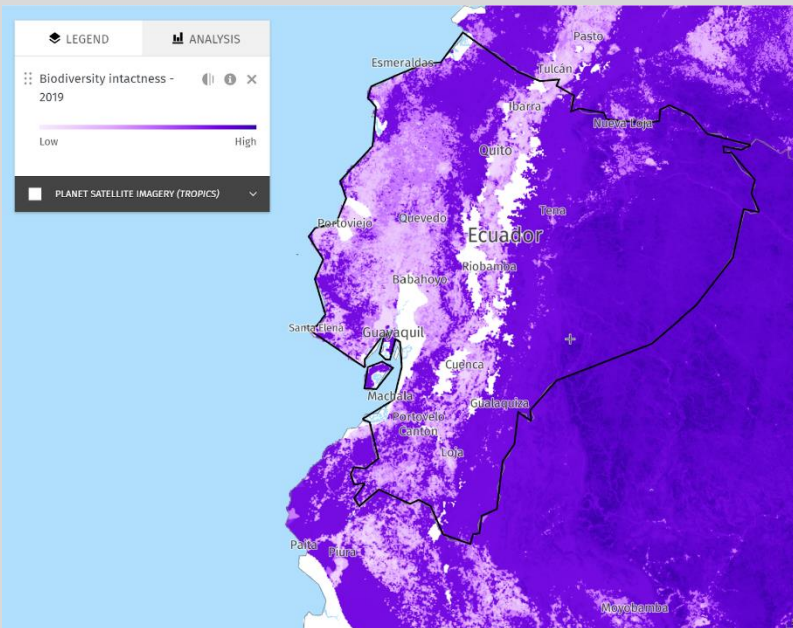 LEGEND
ANALYSIS
Biodiversity intactness -
2019
Low
High
PLANET SATELLITE IMAGERY (TROPICS)
Pasto
Esmeraldas
Tulcán
Ibarra
Nueva Loja
Quito
Tena
Portoviejo
Quevedo
Ecuador
Riobamba
Babahoyo
Santa Elena
Guayaquil
Cuenca
Machala
Gualaquiza
Portovelo
Canton
Loja
Paita
Piura
Moyobamba